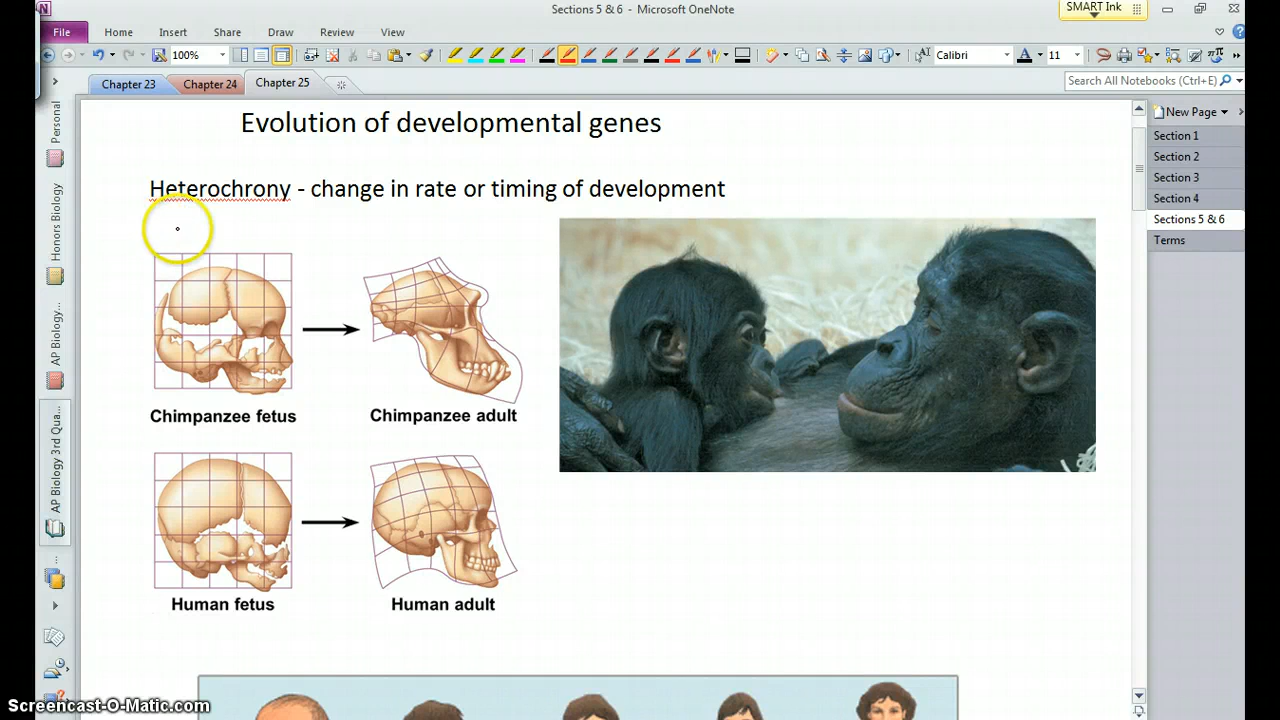 Sections 5 & 6 - Microsoft OneNote
SMART Ink
File Home Insert Share Draw Review View
100%
Calibri
11
Chapter 23 Chapter 24 Chapter 25
Search All Notebooks (Ctrl+E)
Personal
Honors Biology
AP Biology...
AP Biology 3rd Qua...
New Page
Section 1
Section 2
Section 3
Section 4
Sections 5 & 6
Terms
Evolution of developmental genes
Heterochrony - change in rate or timing of development
Chimpanzee fetus Chimpanzee adult
Human fetus Human adult
Screencast-O-Matic.com